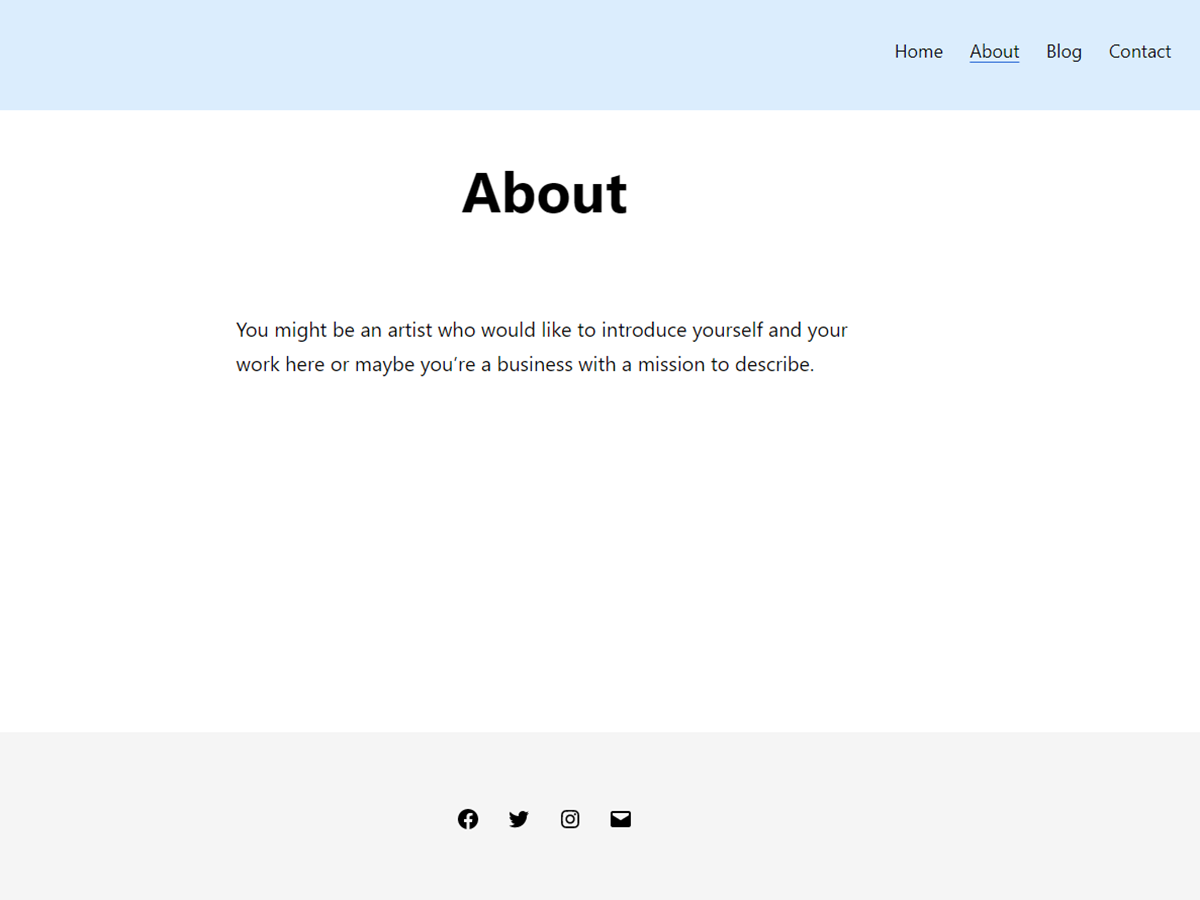 Home About Blog Contact
About
You might be an artist who would like to introduce yourself and your
work here or maybe you’re a business with a mission to describe.